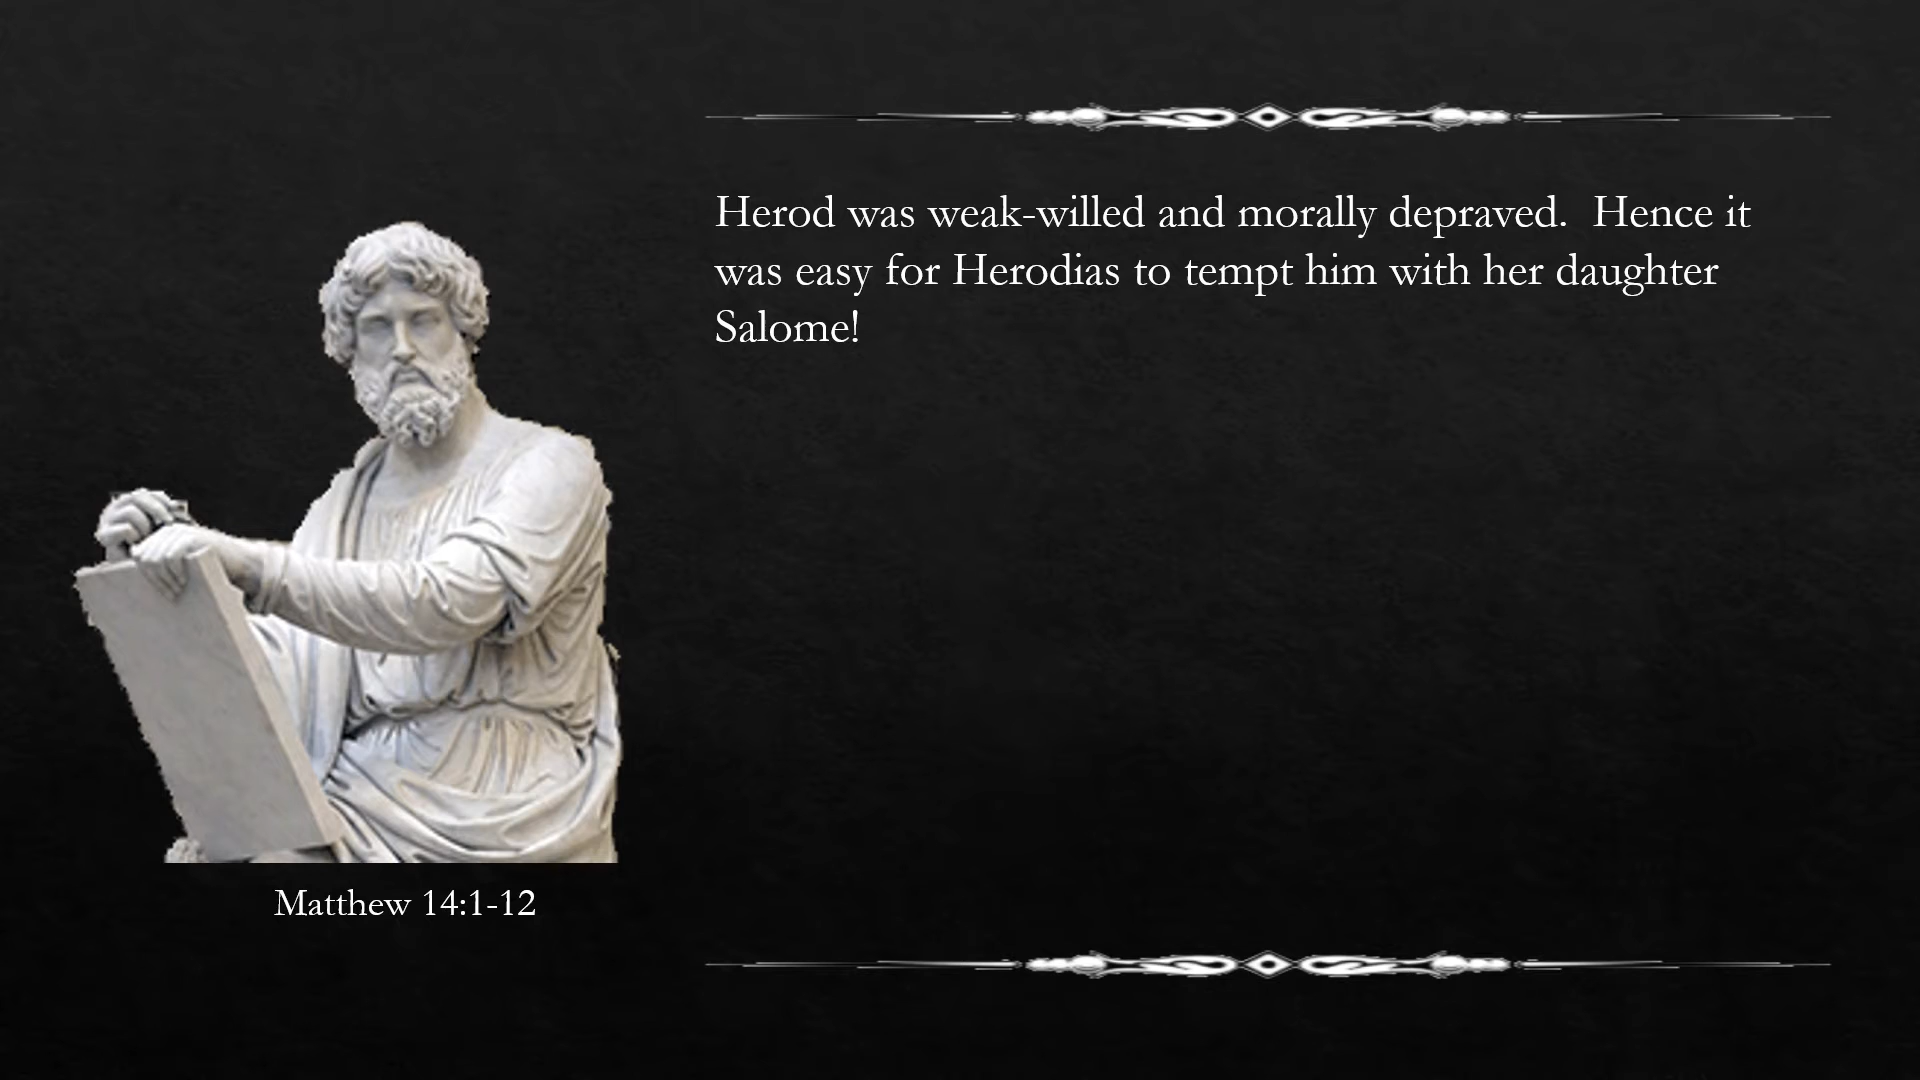 Herod was weak-willed and morally depraved.  Hence it
was easy for Herodias to tempt him with her daughter
Salome!
Matthew 14:1-12